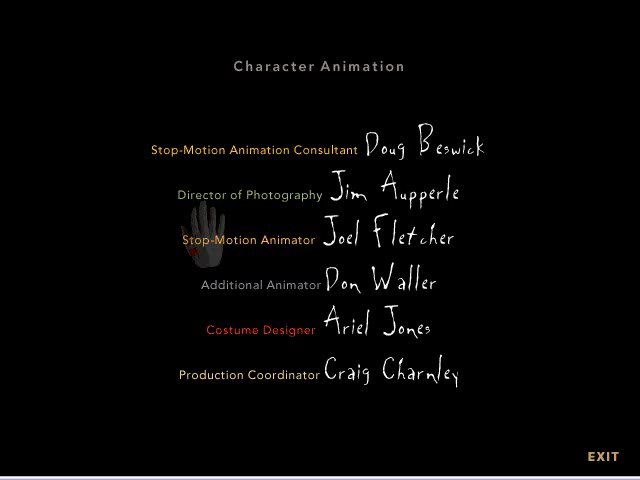 Character Animation
Stop-Motion Animation Consultant Doug Beswick
Director of Photography Jim Aupperle
Stop-Motion Animator Joel Fletcher
Additional Animator Don Waller
Costume Designer Ariel Jones
Production Coordinator Craig Charnley
EXIT